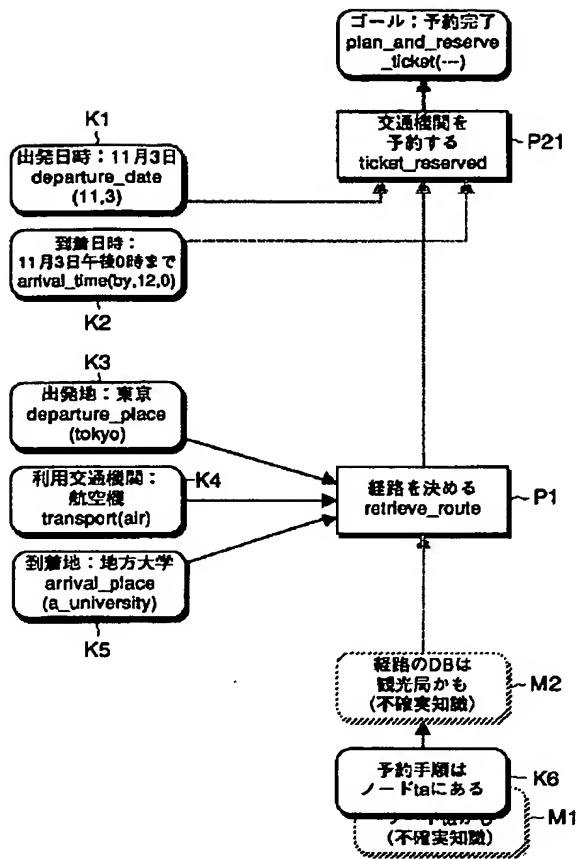 ゴール：予約完了
plan_and_reserve
_ticket(---)
交通機関を
予約する
ticket_reserved
P21
K1
出発日時：11月3日
departure_date
(11,3)
到着日時：
11月3日午後0時まで
arrival_time(by,12,0)
K2
K3
出発地：東京
departure_place
(tokyo)
利用交通機関：
航空機
transport(air)
K4
到着地：地方大学
arrival_place
(a_university)
K5
経路を決める
retrieve_route
P1
経路のDBは
観光局かも
(不確実知識)
M2
予約手順は
ノードtaにある
K6
(不確実知識)
M1